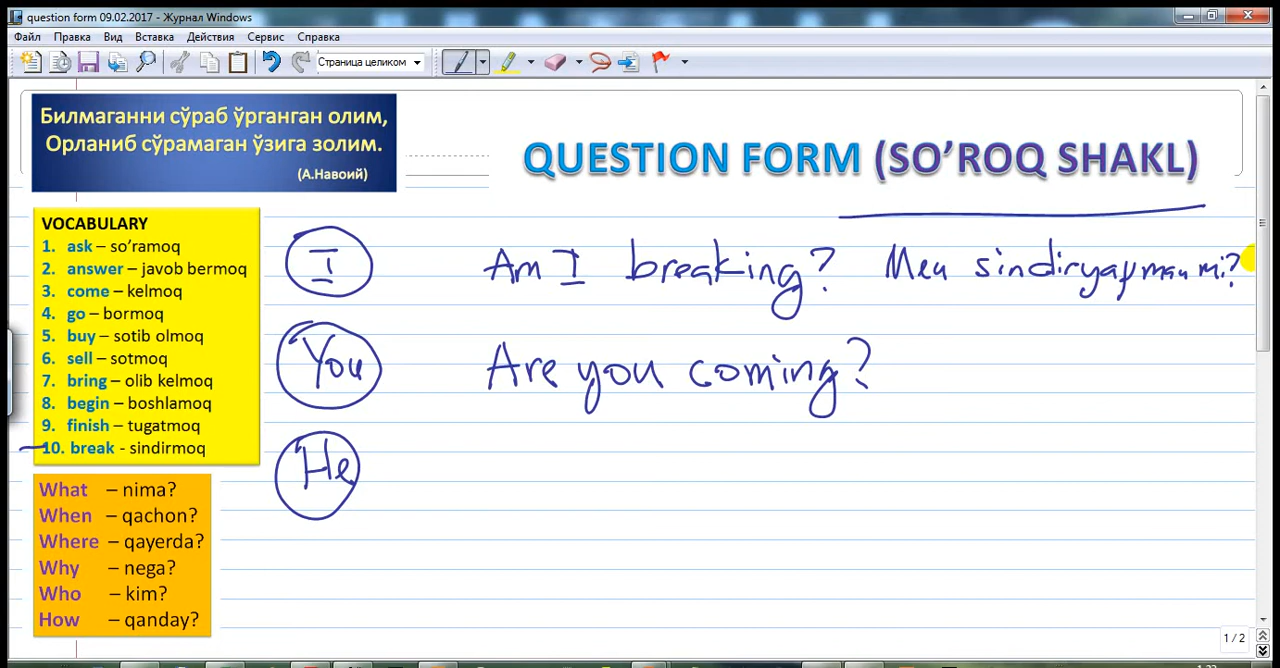 question form 09.02.2017 - Журнал Windows
Файл Правка Вид Вставка Действия Сервис Справка
Страница целиком
Билмаганни сўраб ўрганган олим,
Орланиб сўрамаган ўзига золим.
(А.Навоий)
QUESTION FORM (SO’ROQ SHAKL)
VOCABULARY
1. ask – so’ramoq
2. answer – javob bermoq
3. come – kelmoq
4. go – bormoq
5. buy – sotib olmoq
6. sell – sotmoq
7. bring – olib kelmoq
8. begin – boshlamoq
9. finish – tugatmoq
10. break - sindirmoq
What – nima?
When – qachon?
Where – qayerda?
Why – nega?
Who – kim?
How – qanday?
I Am I breaking? Men sindiryapman mi?
You Are you coming?
He
1 / 2